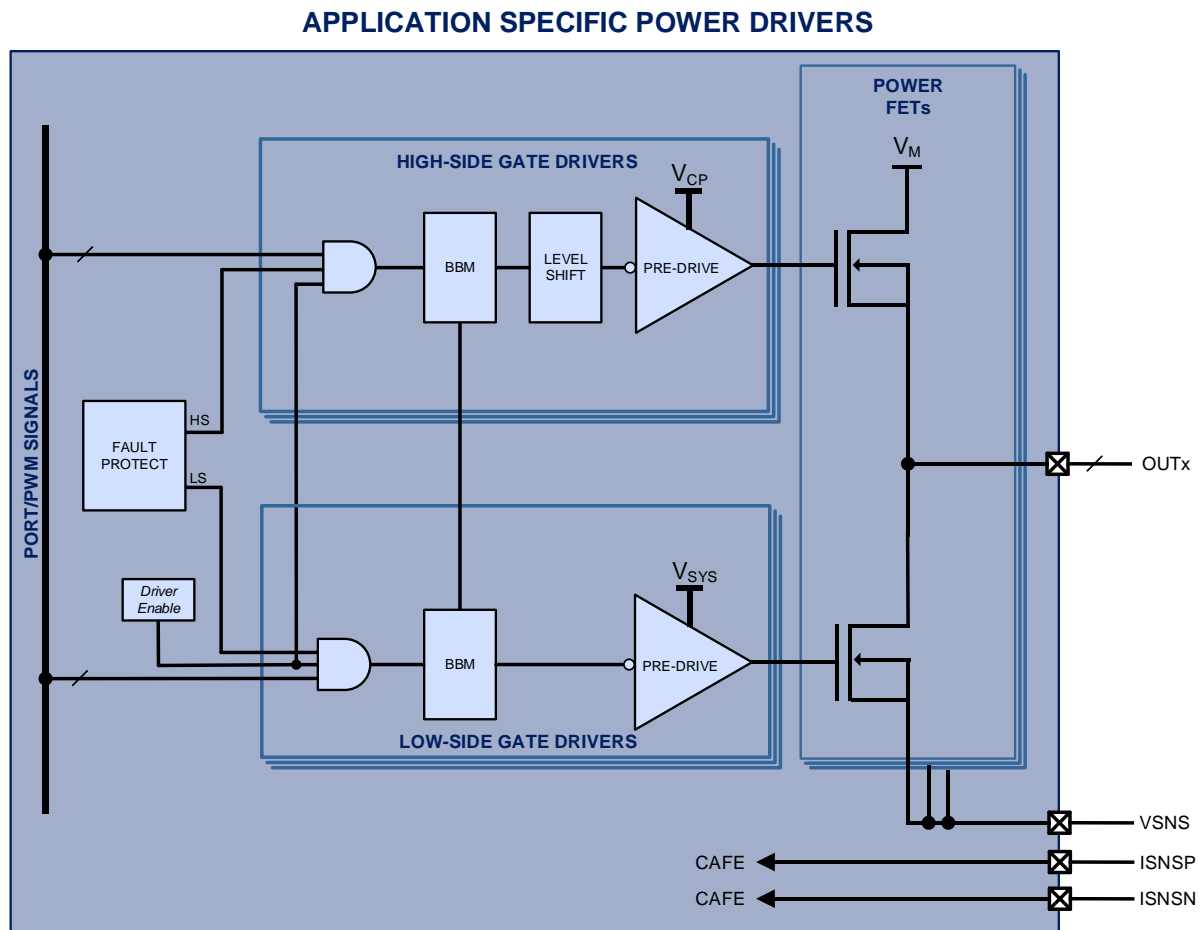 APPLICATION SPECIFIC POWER DRIVERS
POWER
FETs
HIGH-SIDE GATE DRIVERS
VM
VCP
BBM
LEVEL
SHIFT
PRE-DRIVE
PORT/PWM SIGNALS
HS
FAULT
PROTECT
LS
OUTx
Driver
Enable
VSYS
BBM
PRE-DRIVE
LOW-SIDE GATE DRIVERS
VSNS
CAFE
ISNSP
CAFE
ISNSN